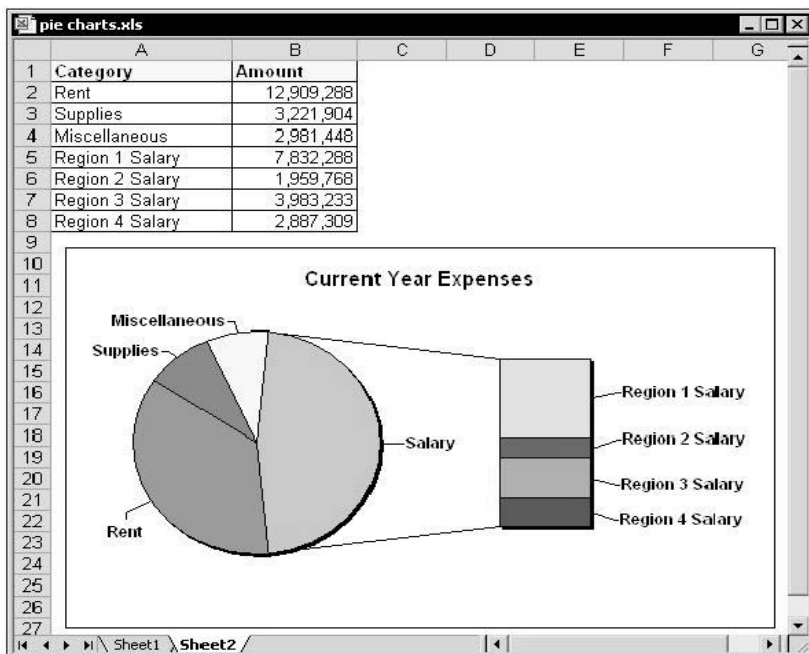 pie charts.xls
A B C D E F G
1 Category Amount
2 Rent 12,909,288
3 Supplies 3,221,904
4 Miscellaneous 2,981,448
5 Region 1 Salary 7,832,288
6 Region 2 Salary 1,959,768
7 Region 3 Salary 3,983,233
8 Region 4 Salary 2,887,309
9
10
11
12
13
14
15
16
17
18
19
20
21
22
23
24
25
26
27
Current Year Expenses
Miscellaneous
Supplies
Rent
Salary
Region 1 Salary
Region 2 Salary
Region 3 Salary
Region 4 Salary
Sheet1 Sheet2